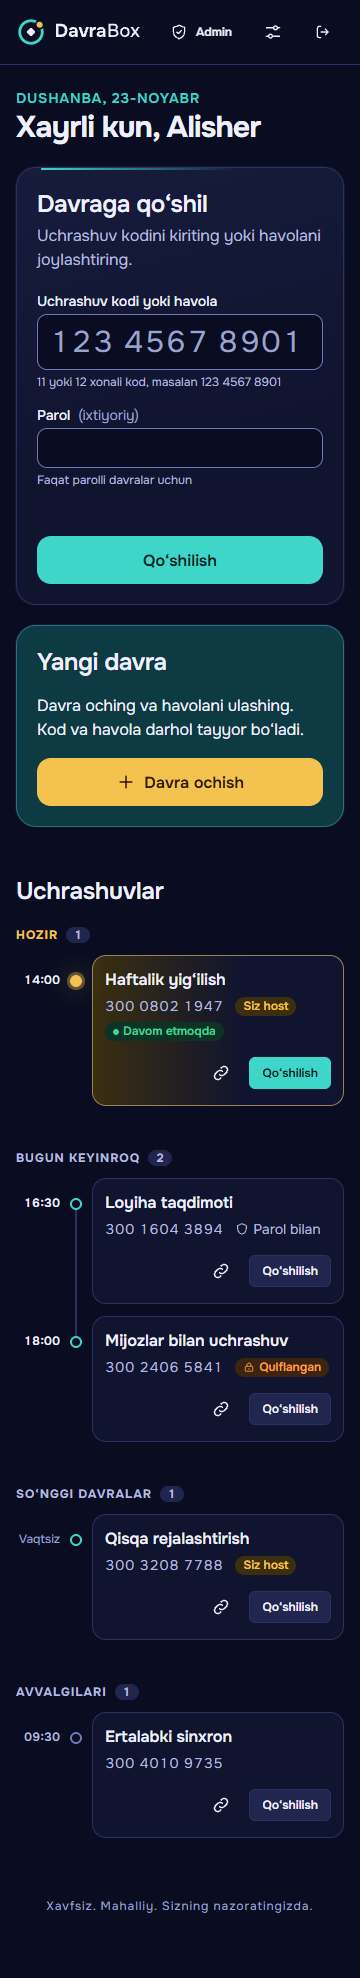 DavraBox
Admin
DUSHANBA, 23-NOYABR
Xayrli kun, Alisher
Davraga qo‘shil
Uchrashuv kodini kiriting yoki havolani
joylashtiring.
Uchrashuv kodi yoki havola
123 4567 8901
11 yoki 12 xonali kod, masalan 123 4567 8901
Parol (ixtiyoriy)
Faqat parolli davralar uchun
Qo‘shilish
Yangi davra
Davra oching va havolani ulashing.
Kod va havola darhol tayyor bo‘ladi.
+ Davra ochish
Uchrashuvlar
HOZIR 1
14:00
Haftalik yig‘ilish
300 0802 1947 Siz host
Davom etmoqda
Qo‘shilish
BUGUN KEYINROQ 2
16:30
Loyiha taqdimoti
300 1604 3894 Parol bilan
Qo‘shilish
18:00
Mijozlar bilan uchrashuv
300 2406 5841 Qulflangan
Qo‘shilish
SO‘NGGI DAVRALAR 1
Vaqtsiz
Qisqa rejalashtirish
300 3208 7788 Siz host
Qo‘shilish
AVVALGILARI 1
09:30
Ertalabki sinxron
300 4010 9735
Qo‘shilish
Xavfsiz. Mahalliy. Sizning nazoratingizda.